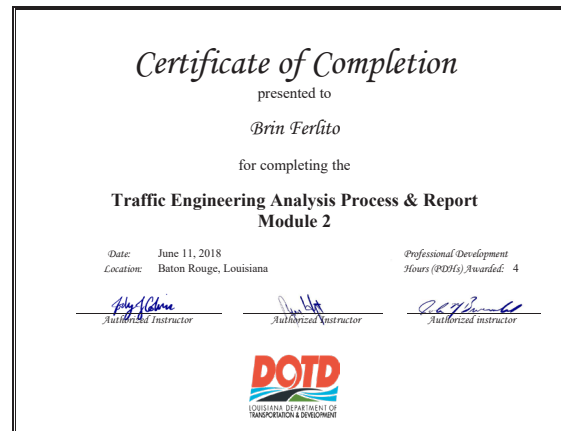 Certificate of Completion
presented to
Brin Ferlito
for completing the
Traffic Engineering Analysis Process & Report
Module 2
Date: June 11, 2018
Location: Baton Rouge, Louisiana
Professional Development
Hours (PDHs) Awarded: 4
Authorized Instructor
Authorized Instructor
Authorized instructor
DOTD
LOUISIANA DEPARTMENT OF
TRANSPORTATION & DEVELOPMENT